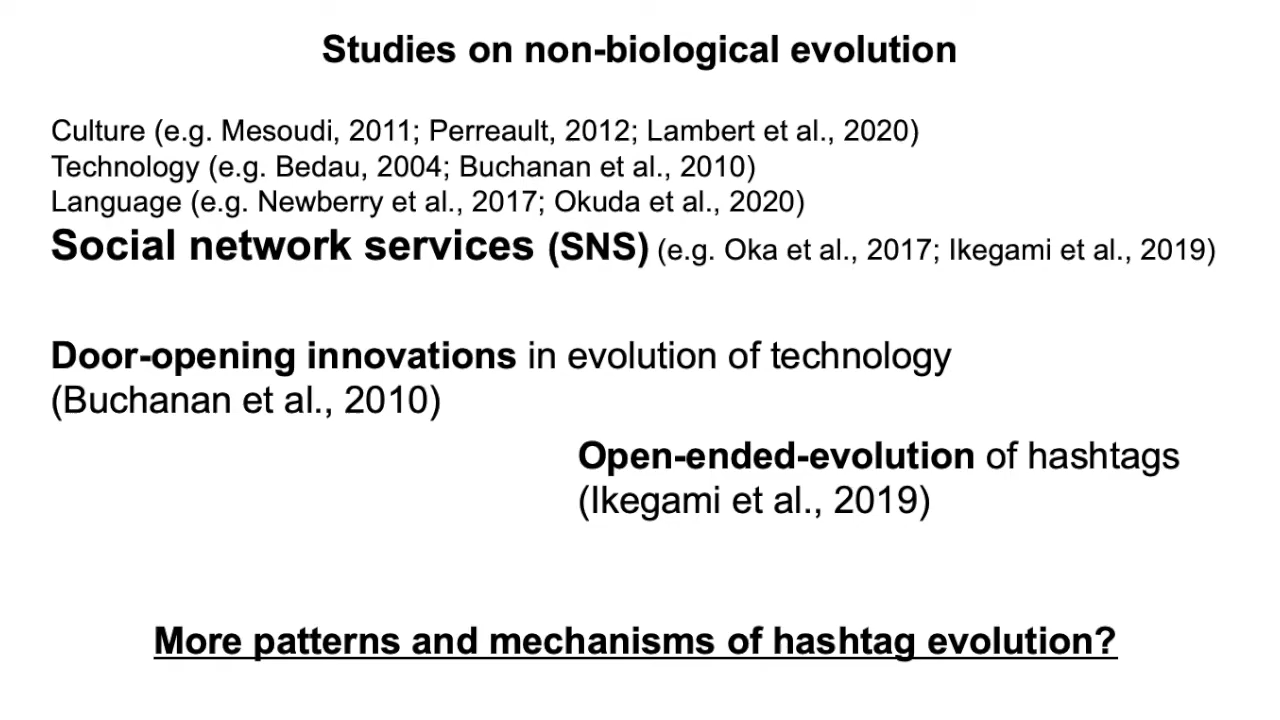 Studies on non-biological evolution
Culture (e.g. Mesoudi, 2011; Perreault, 2012; Lambert et al., 2020)
Technology (e.g. Bedau, 2004; Buchanan et al., 2010)
Language (e.g. Newberry et al., 2017; Okuda et al., 2020)
Social network services (SNS) (e.g. Oka et al., 2017; Ikegami et al., 2019)
Door-opening innovations in evolution of technology
(Buchanan et al., 2010)
Open-ended-evolution of hashtags
(Ikegami et al., 2019)
More patterns and mechanisms of hashtag evolution?